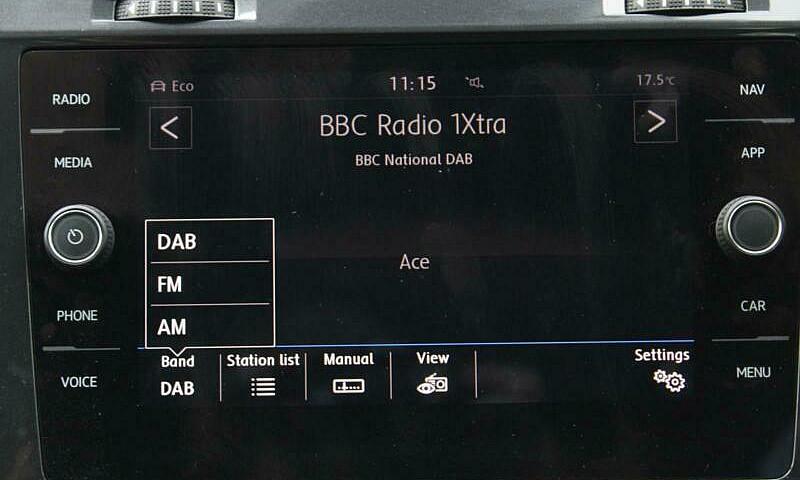 RADIO
MEDIA
PHONE
VOICE
Eco
11:15
17.5°C
BBC Radio 1Xtra
BBC National DAB
Ace
DAB
FM
AM
Band
DAB
Station list
Manual
View
Settings
NAV
APP
CAR
MENU